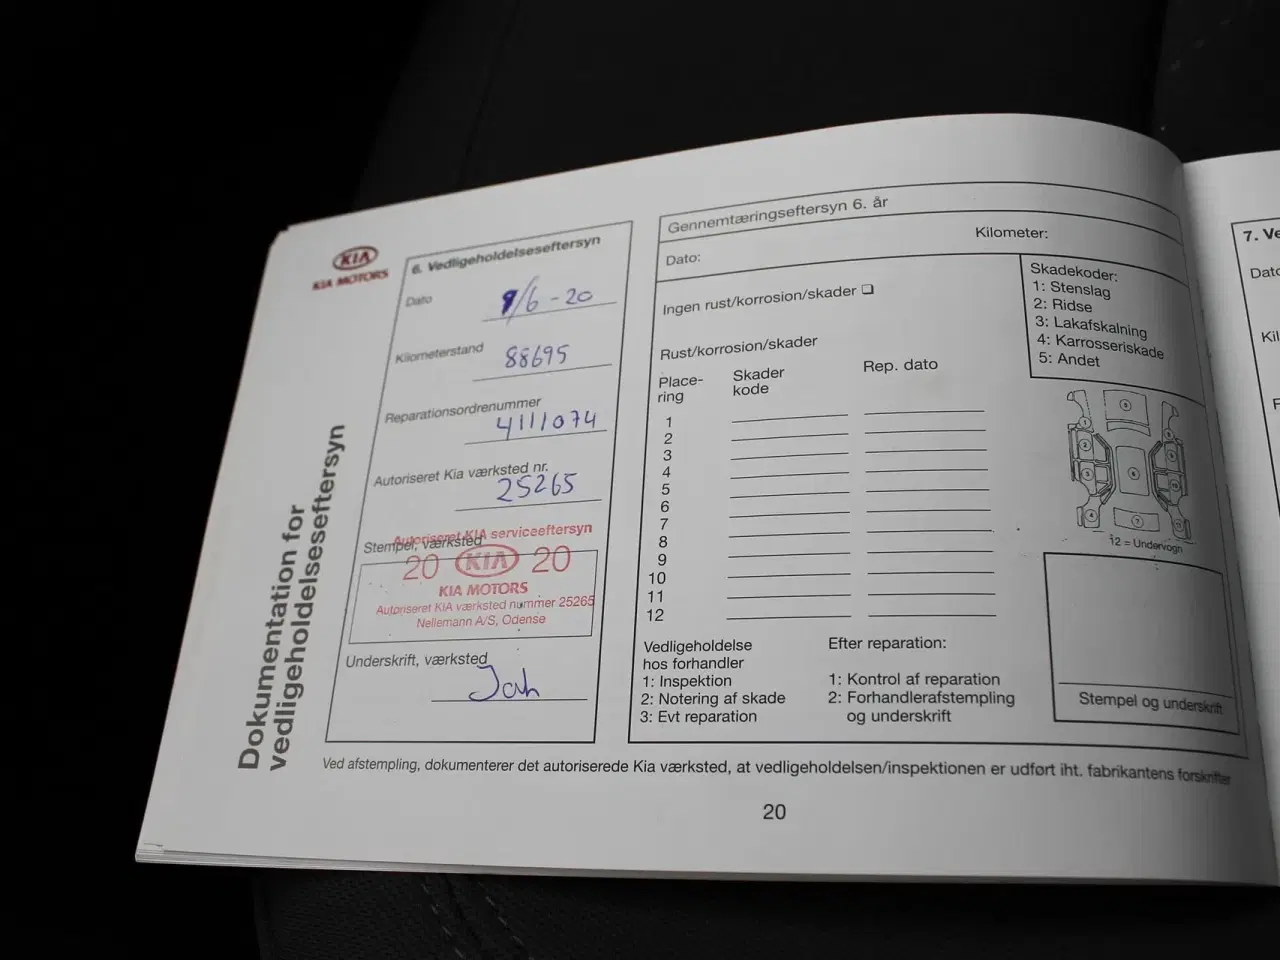 KIA
KIA MOTORS
Dokumentation for
vedligeholdelseseftersyn
6. Vedligeholdelseseftersyn
Dato 9/6-20
Kilometerstand 88695
Reparationsordrenummer 4111074
Autoriseret Kia værksted nr. 25265
Stempel, værksted
Autoriseret KIA serviceeftersyn
20 KIA 20
KIA MOTORS
Autoriseret KIA værksted nummer 25265
Nellemann A/S, Odense
Underskrift, værksted
Gennemtæringseftersyn 6. år
Dato:
Kilometer:
Ingen rust/korrosion/skader
Rust/korrosion/skader
Place-
ring
Skader
kode
Rep. dato
1
2
3
4
5
6
7
8
9
10
11
12
Skadekoder:
1: Stenslag
2: Ridse
3: Lakafskalning
4: Karrosseriskade
5: Andet
12 = Undervogn
Vedligeholdelse
hos forhandler
1: Inspektion
2: Notering af skade
3: Evt reparation
Efter reparation:
1: Kontrol af reparation
2: Forhandlerafstempling
og underskrift
Stempel og underskrift
Ved afstempling, dokumenterer det autoriserede Kia værksted, at vedligeholdelsen/inspektionen er udført iht. fabrikantens forskrifter
20
7. Ve
Dato
Kil